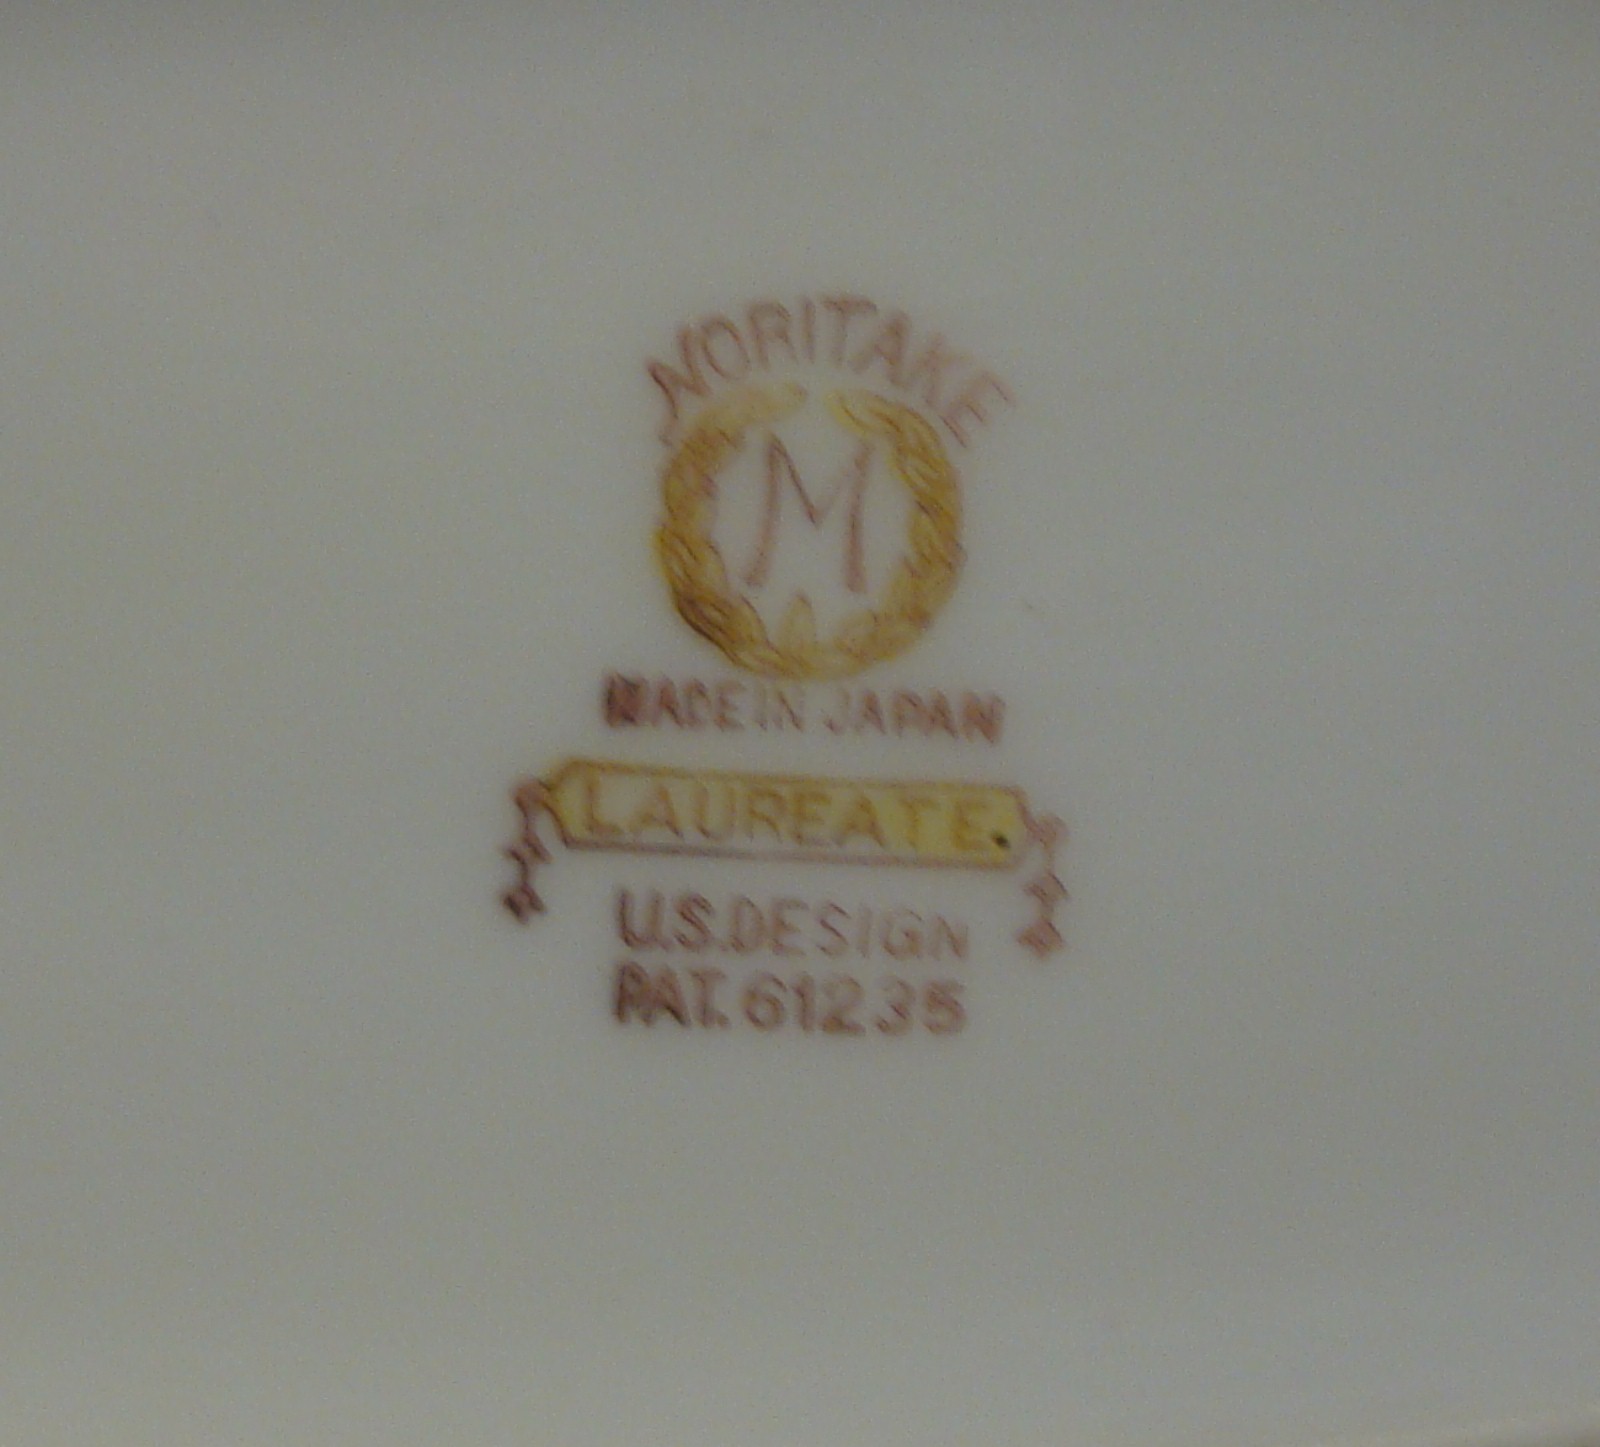 NORITAKE
M
MADE IN JAPAN
LAUREATE
U.S. DESIGN
PAT. 61235